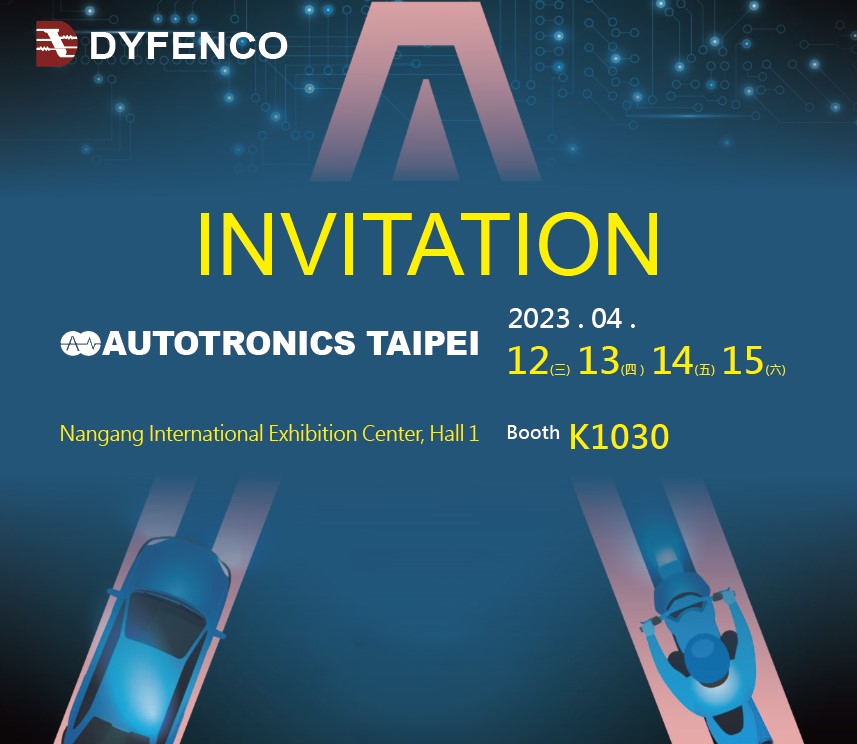 DYFENCO
INVITATION
AUTOTRONICS TAIPEI
2023 . 04 .
12(三) 13(四) 14(五) 15(六)
Nangang International Exhibition Center, Hall 1
Booth K1030